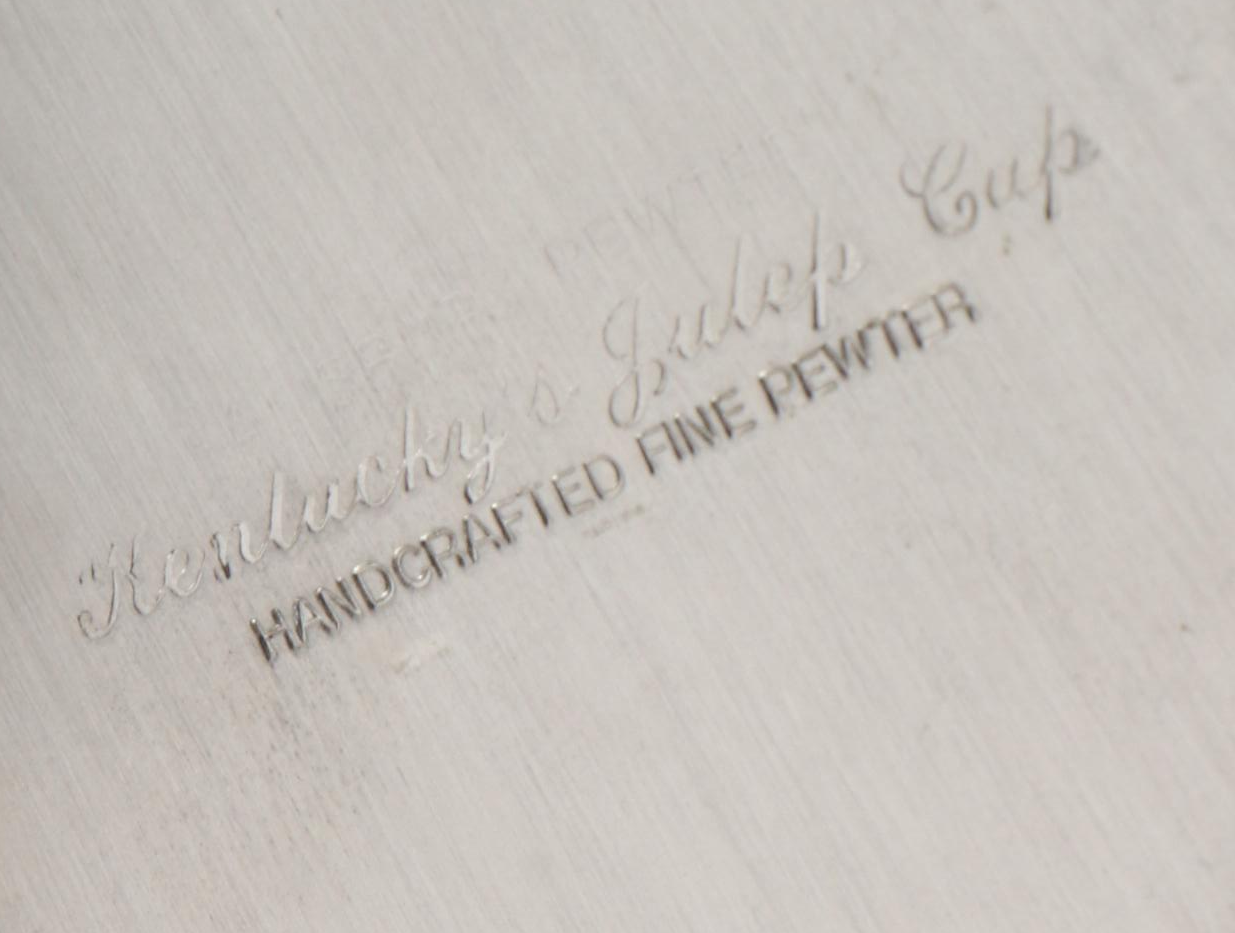 Kentucky's Julep Cup
HANDCRAFTED FINE PEWTER